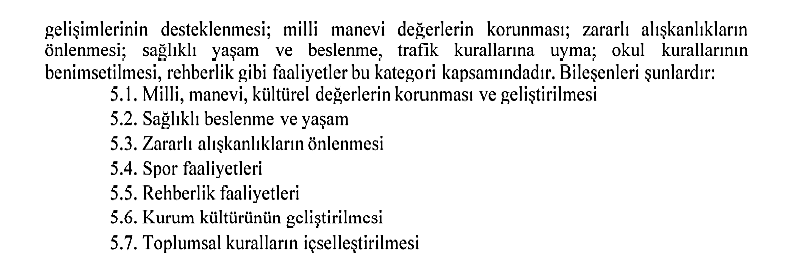 gelişimlerinin desteklenmesi; milli manevi değerlerin korunması; zararlı alışkanlıkların
önlenmesi; sağlıklı yaşam ve beslenme, trafik kurallarına uyma; okul kurallarının
benimsetilmesi, rehberlik gibi faaliyetler bu kategori kapsamındadır. Bileşenleri şunlardır:
5.1. Milli, manevi, kültürel değerlerin korunması ve geliştirilmesi
5.2. Sağlıklı beslenme ve yaşam
5.3. Zararlı alışkanlıkların önlenmesi
5.4. Spor faaliyetleri
5.5. Rehberlik faaliyetleri
5.6. Kurum kültürünün geliştirilmesi
5.7. Toplumsal kuralların içselleştirilmesi